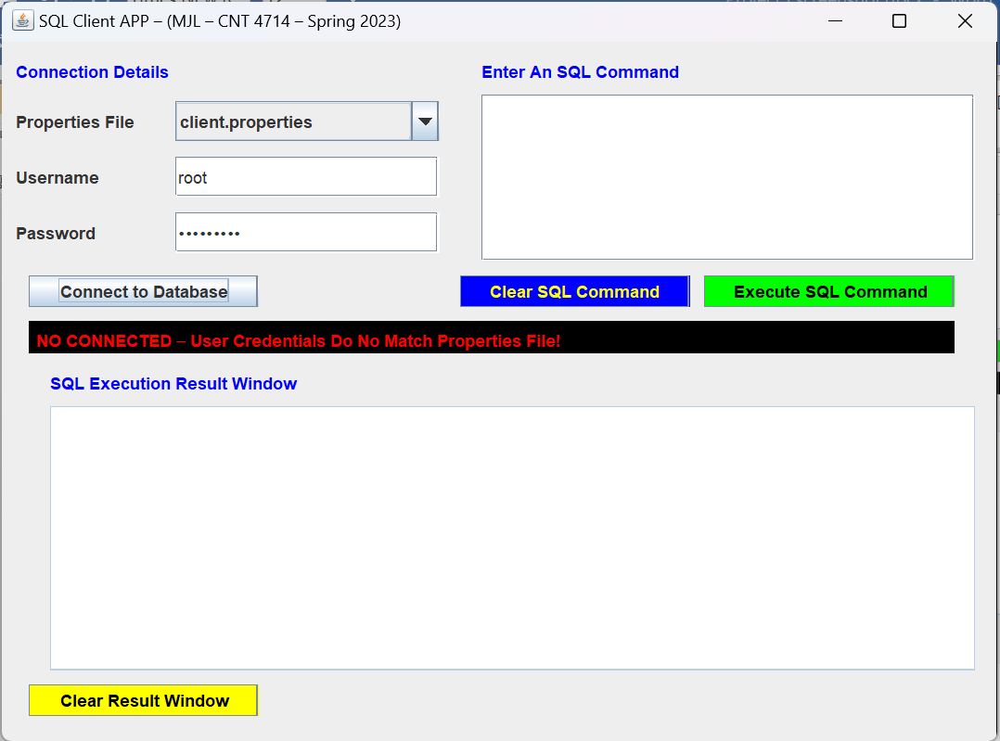 SQL Client APP – (MJL – CNT 4714 – Spring 2023)
Connection Details
Enter An SQL Command
Properties File
client.properties
Username
root
Password
•••••••••
Connect to Database
Clear SQL Command
Execute SQL Command
NO CONNECTED – User Credentials Do No Match Properties File!
SQL Execution Result Window
Clear Result Window